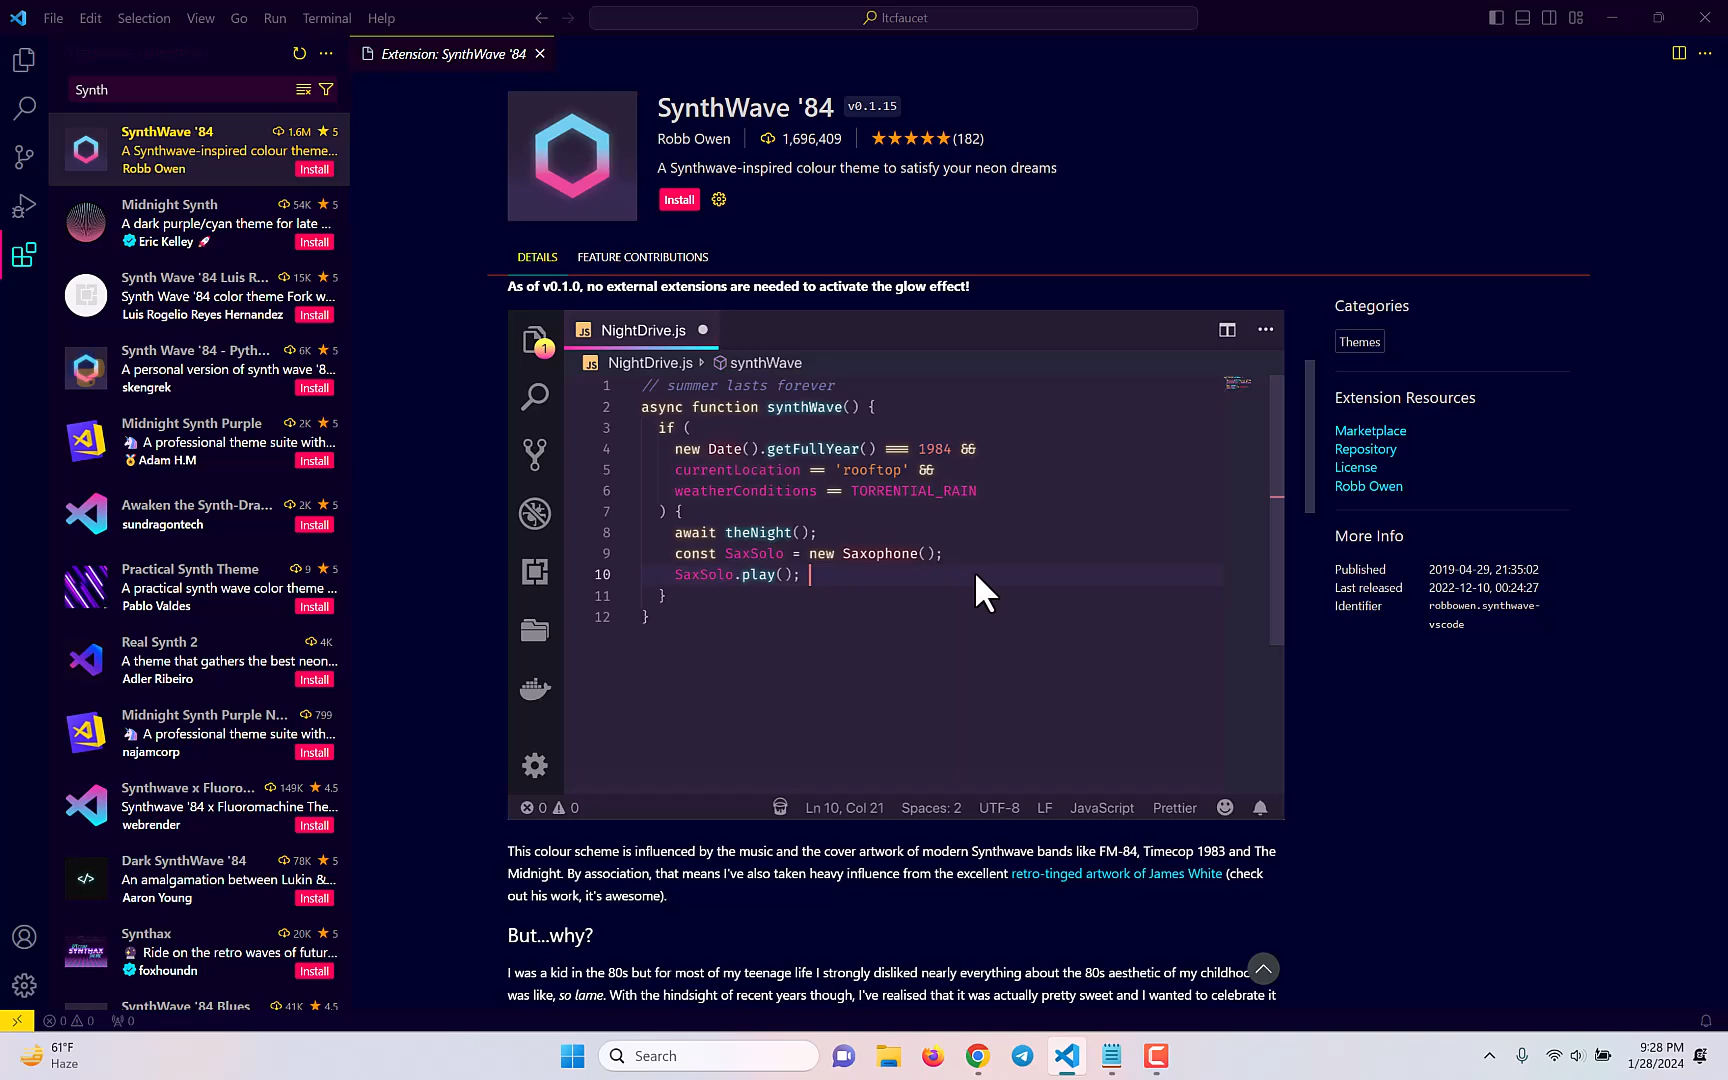 File Edit Selection View Go Run Terminal Help
ltcfaucet
Synth
SynthWave '84 1.6M 5
A Synthwave-inspired colour theme...
Robb Owen Install
Midnight Synth 54K 5
A dark purple/cyan theme for late ...
Eric Kelley 🚀 Install
Synth Wave '84 Luis R... 15K 5
Synth Wave '84 color theme Fork w...
Luis Rogelio Reyes Hernandez Install
Synth Wave '84 - Pyth... 6K 5
A personal version of synth wave '8...
skengrek Install
Midnight Synth Purple 2K 5
🦄 A professional theme suite with...
🏅Adam H.M Install
Awaken the Synth-Dra... 2K 5
sundragontech Install
Practical Synth Theme 9 5
A practical synth wave color theme ...
Pablo Valdes Install
Real Synth 2 4K
A theme that gathers the best neon...
Adler Ribeiro Install
Midnight Synth Purple N... 799
🦄 A professional theme suite with...
najamcorp Install
Synthwave x Fluoro... 149K 4.5
Synthwave '84 x Fluoromachine The...
webrender Install
Dark SynthWave '84 78K 5
An amalgamation between Lukin &...
Aaron Young Install
Synthax 20K 5
🔮 Ride on the retro waves of futur...
foxhoundn Install
SynthWave '84 Blues 41K 4.5
Extension: SynthWave '84
SynthWave '84 v0.1.15
Robb Owen 1,696,409 ★★★★★(182)
A Synthwave-inspired colour theme to satisfy your neon dreams
Install
DETAILS FEATURE CONTRIBUTIONS
As of v0.1.0, no external extensions are needed to activate the glow effect!
JS NightDrive.js
1
JS NightDrive.js synthWave
1 // summer lasts forever
2 async function synthWave() {
3 if (
4 new Date().getFullYear() === 1984 &&
5 currentLocation == 'rooftop' &&
6 weatherConditions == TORRENTIAL_RAIN
7 ) {
8 await theNight();
9 const SaxSolo = new Saxophone();
10 SaxSolo.play();
11 }
12 }
0 0 Ln 10, Col 21 Spaces: 2 UTF-8 LF JavaScript Prettier
This colour scheme is influenced by the music and the cover artwork of modern Synthwave bands like FM-84, Timecop 1983 and The
Midnight. By association, that means I've also taken heavy influence from the excellent retro-tinged artwork of James White (check
out his work, it's awesome).
But...why?
I was a kid in the 80s but for most of my teenage life I strongly disliked nearly everything about the 80s aesthetic of my
was like, so lame. With the hindsight of recent years though, I've realised that it was actually pretty sweet and I wanted to celebrate it
Categories
Themes
Extension Resources
Marketplace
Repository
License
Robb Owen
More Info
Published 2019-04-29, 21:35:02
Last released 2022-12-10, 00:24:27
Identifier robbowen.synthwave-
vscode
0 0 0
61°F
Haze
Search
9:28 PM
1/28/2024